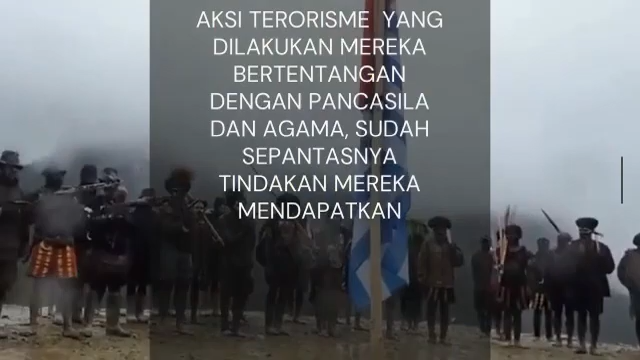 AKSI TERORISME YANG
DILAKUKAN MEREKA
BERTENTANGAN
DENGAN PANCASILA
DAN AGAMA, SUDAH
SEPANTASNYA
TINDAKAN MEREKA
MENDAPATKAN